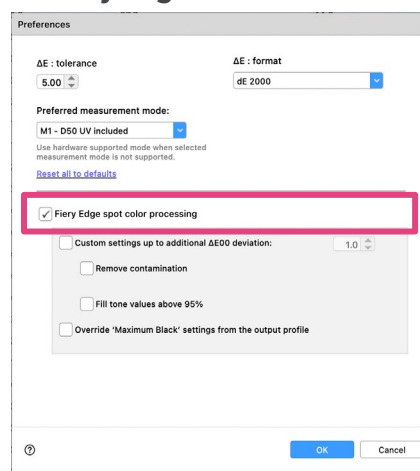 Preferences
ΔE : tolerance
ΔE : format
5.00
dE 2000
Preferred measurement mode:
M1 - D50 UV included
Use hardware supported mode when selected
measurement mode is not supported.
Reset all to defaults
Fiery Edge spot color processing
Custom settings up to additional ΔE00 deviation:
1.0
Remove contamination
Fill tone values above 95%
Override ‘Maximum Black’ settings from the output profile
?
OK
Cancel